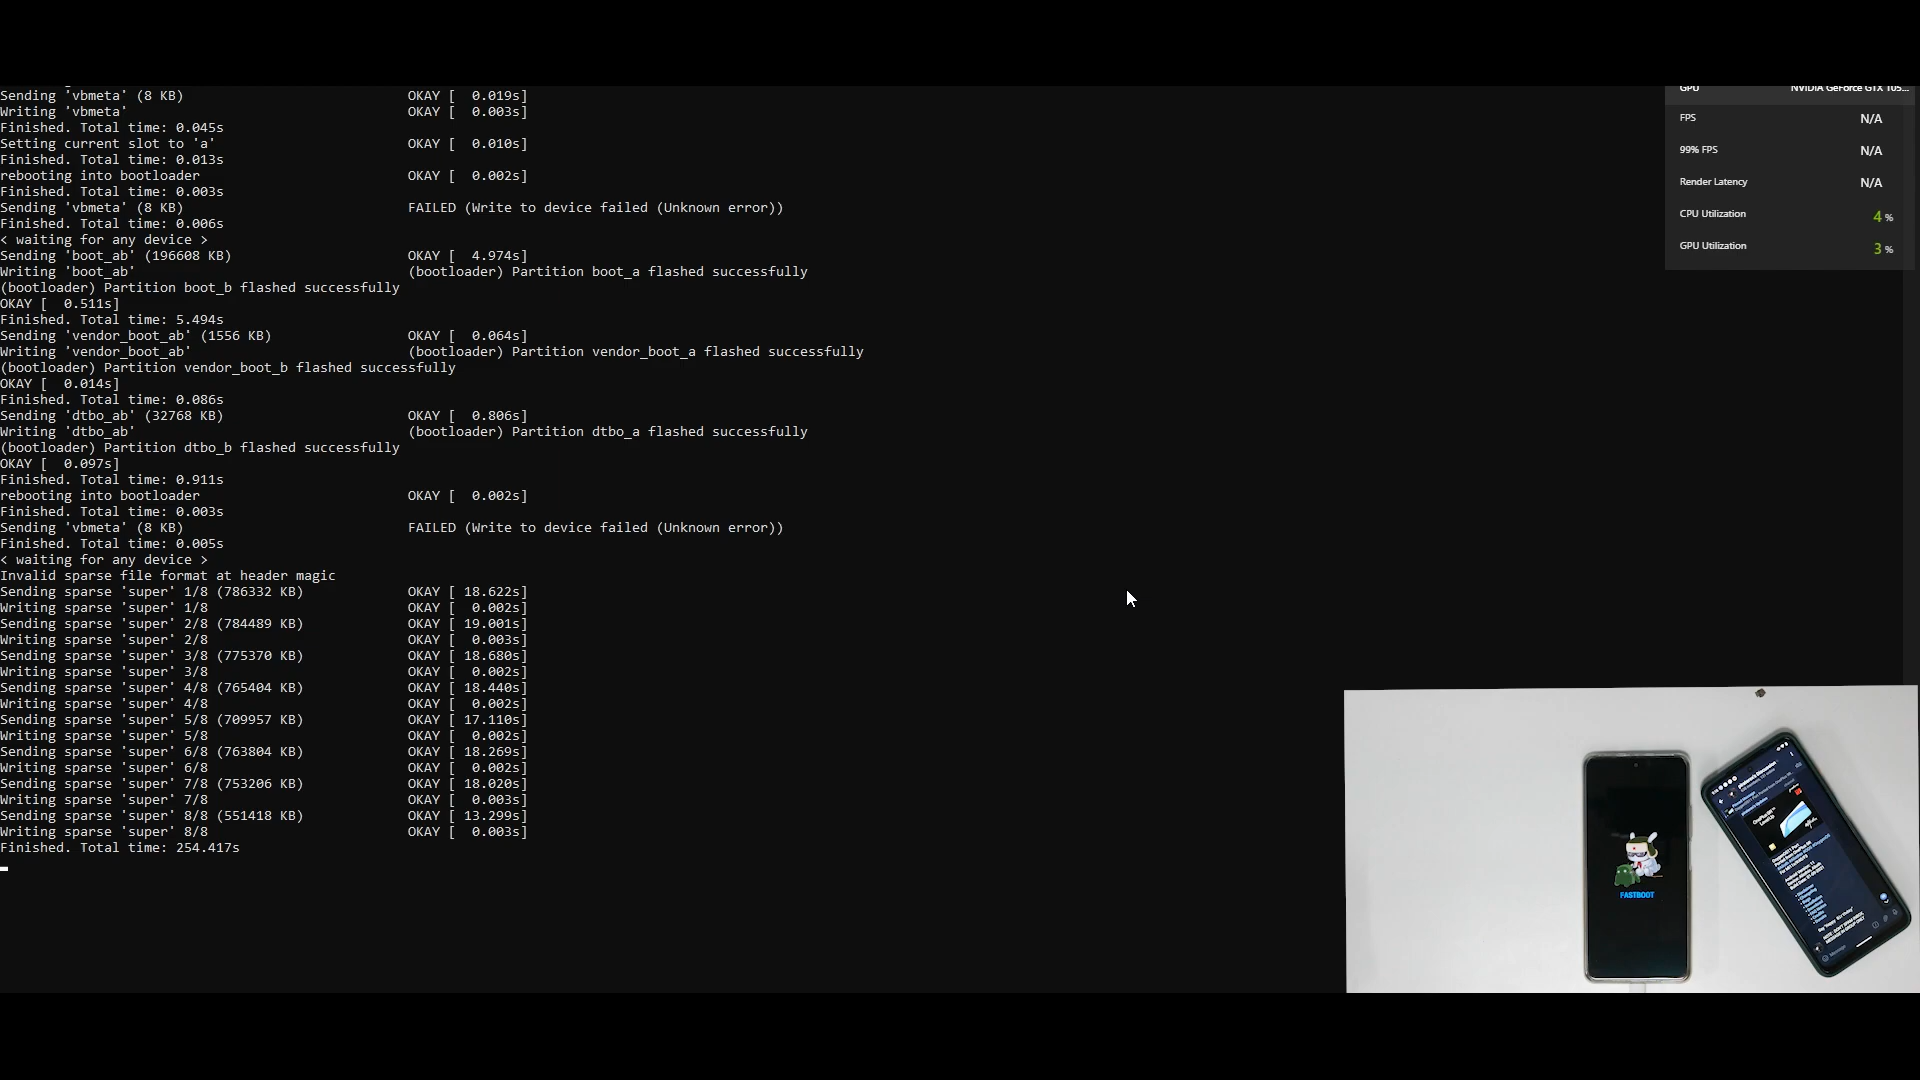 Sending 'vbmeta' (8 KB) OKAY [ 0.019s]
Writing 'vbmeta' OKAY [ 0.003s]
Finished. Total time: 0.045s
Setting current slot to 'a' OKAY [ 0.010s]
Finished. Total time: 0.013s
rebooting into bootloader OKAY [ 0.002s]
Finished. Total time: 0.003s
Sending 'vbmeta' (8 KB) FAILED (Write to device failed (Unknown error))
Finished. Total time: 0.006s
< waiting for any device >
Sending 'boot_ab' (196608 KB) OKAY [ 4.974s]
Writing 'boot_ab' (bootloader) Partition boot_a flashed successfully
(bootloader) Partition boot_b flashed successfully
OKAY [ 0.511s]
Finished. Total time: 5.494s
Sending 'vendor_boot_ab' (1556 KB) OKAY [ 0.064s]
Writing 'vendor_boot_ab' (bootloader) Partition vendor_boot_a flashed successfully
(bootloader) Partition vendor_boot_b flashed successfully
OKAY [ 0.014s]
Finished. Total time: 0.086s
Sending 'dtbo_ab' (32768 KB) OKAY [ 0.806s]
Writing 'dtbo_ab' (bootloader) Partition dtbo_a flashed successfully
(bootloader) Partition dtbo_b flashed successfully
OKAY [ 0.097s]
Finished. Total time: 0.911s
rebooting into bootloader OKAY [ 0.002s]
Finished. Total time: 0.003s
Sending 'vbmeta' (8 KB) FAILED (Write to device failed (Unknown error))
Finished. Total time: 0.005s
< waiting for any device >
Invalid sparse file format at header magic
Sending sparse 'super' 1/8 (786332 KB) OKAY [ 18.622s]
Writing sparse 'super' 1/8 OKAY [ 0.002s]
Sending sparse 'super' 2/8 (784489 KB) OKAY [ 19.001s]
Writing sparse 'super' 2/8 OKAY [ 0.003s]
Sending sparse 'super' 3/8 (775370 KB) OKAY [ 18.680s]
Writing sparse 'super' 3/8 OKAY [ 0.002s]
Sending sparse 'super' 4/8 (765404 KB) OKAY [ 18.440s]
Writing sparse 'super' 4/8 OKAY [ 0.002s]
Sending sparse 'super' 5/8 (709957 KB) OKAY [ 17.110s]
Writing sparse 'super' 5/8 OKAY [ 0.002s]
Sending sparse 'super' 6/8 (763804 KB) OKAY [ 18.269s]
Writing sparse 'super' 6/8 OKAY [ 0.002s]
Sending sparse 'super' 7/8 (753206 KB) OKAY [ 18.020s]
Writing sparse 'super' 7/8 OKAY [ 0.003s]
Sending sparse 'super' 8/8 (551418 KB) OKAY [ 13.299s]
Writing sparse 'super' 8/8 OKAY [ 0.003s]
Finished. Total time: 254.417s
GPU NVIDIA GeForce GTX 105...
FPS N/A
99% FPS N/A
Render Latency N/A
CPU Utilization 4 %
GPU Utilization 3 %
FASTBOOT